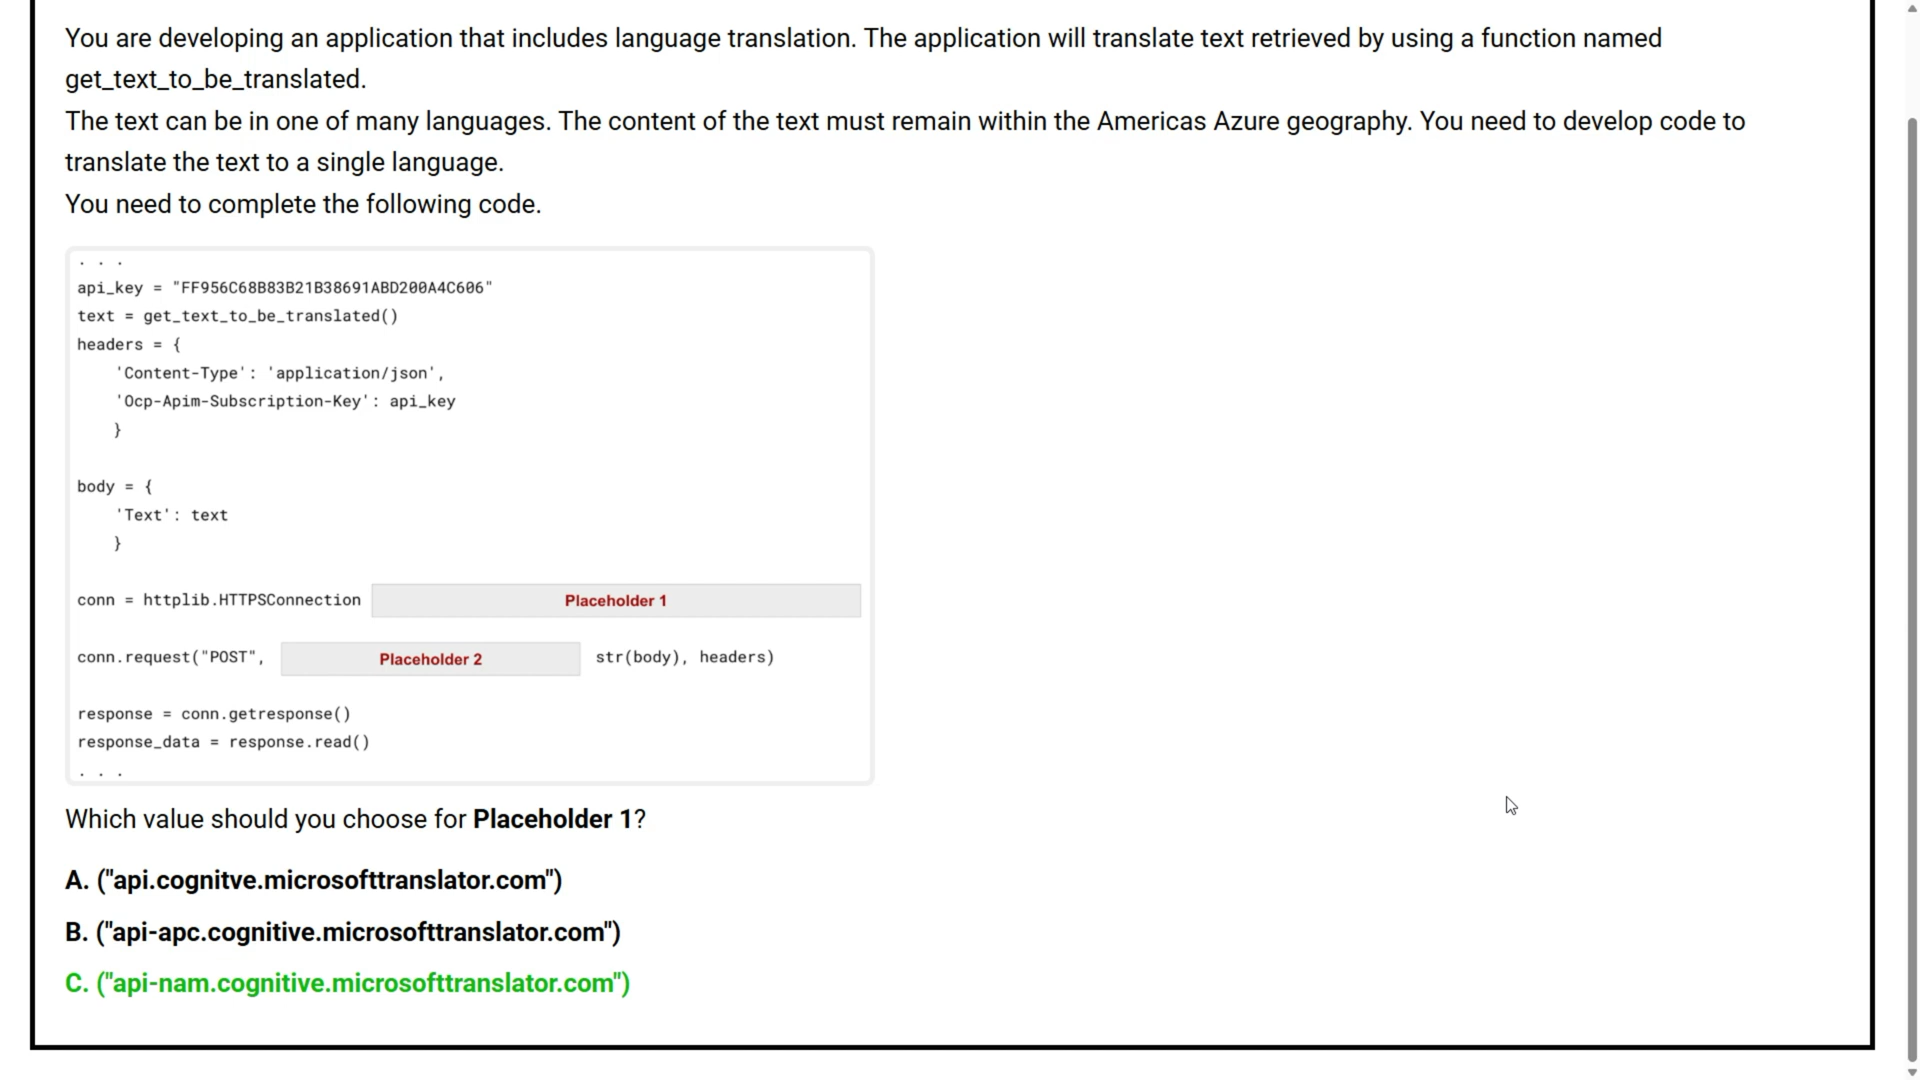 You are developing an application that includes language translation. The application will translate text retrieved by using a function named
get_text_to_be_translated.
The text can be in one of many languages. The content of the text must remain within the Americas Azure geography. You need to develop code to
translate the text to a single language.
You need to complete the following code.
. . .
api_key = "FF956C68B83B21B38691ABD200A4C606"
text = get_text_to_be_translated()
headers = {
'Content-Type': 'application/json',
'Ocp-Apim-Subscription-Key': api_key
}
body = {
'Text': text
}
conn = httplib.HTTPSConnection Placeholder 1
conn.request("POST", Placeholder 2 str(body), headers)
response = conn.getresponse()
response_data = response.read()
. . .
Which value should you choose for Placeholder 1?
A. ("api.cognitve.microsofttranslator.com")
B. ("api-apc.cognitive.microsofttranslator.com")
C. ("api-nam.cognitive.microsofttranslator.com")